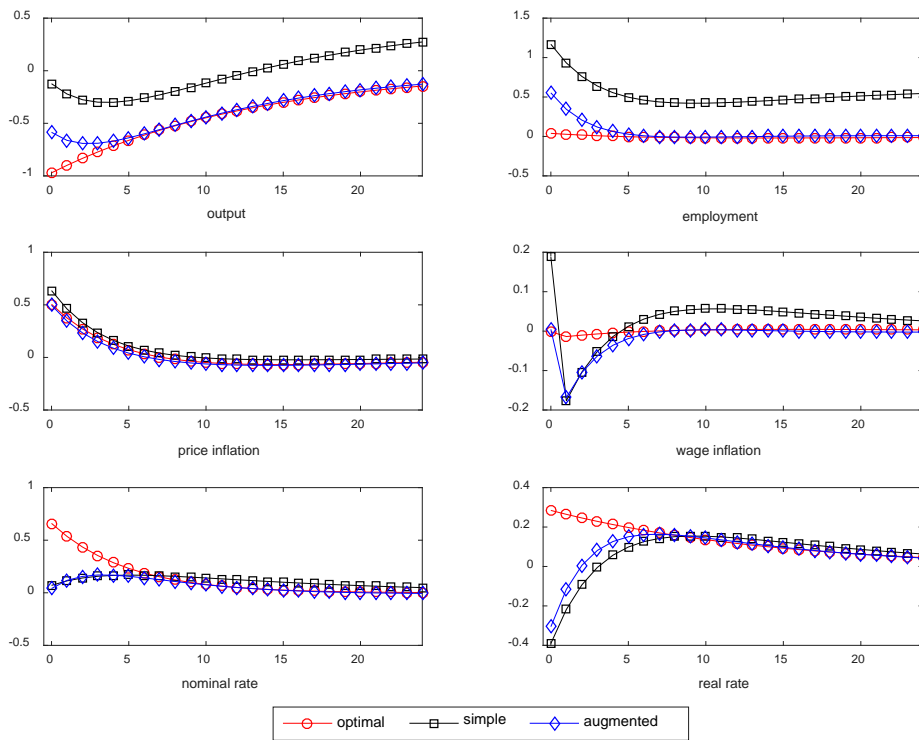 0.5
0
-0.5
-1
0 5 10 15 20
output
1.5
1
0.5
0
-0.5
0 5 10 15 20
employment
1
0.5
0
-0.5
0 5 10 15 20
price inflation
0.2
0.1
0
-0.1
-0.2
0 5 10 15 20
wage inflation
1
0.5
0
-0.5
0 5 10 15 20
nominal rate
0.4
0.2
0
-0.2
-0.4
0 5 10 15 20
real rate
optimal simple augmented